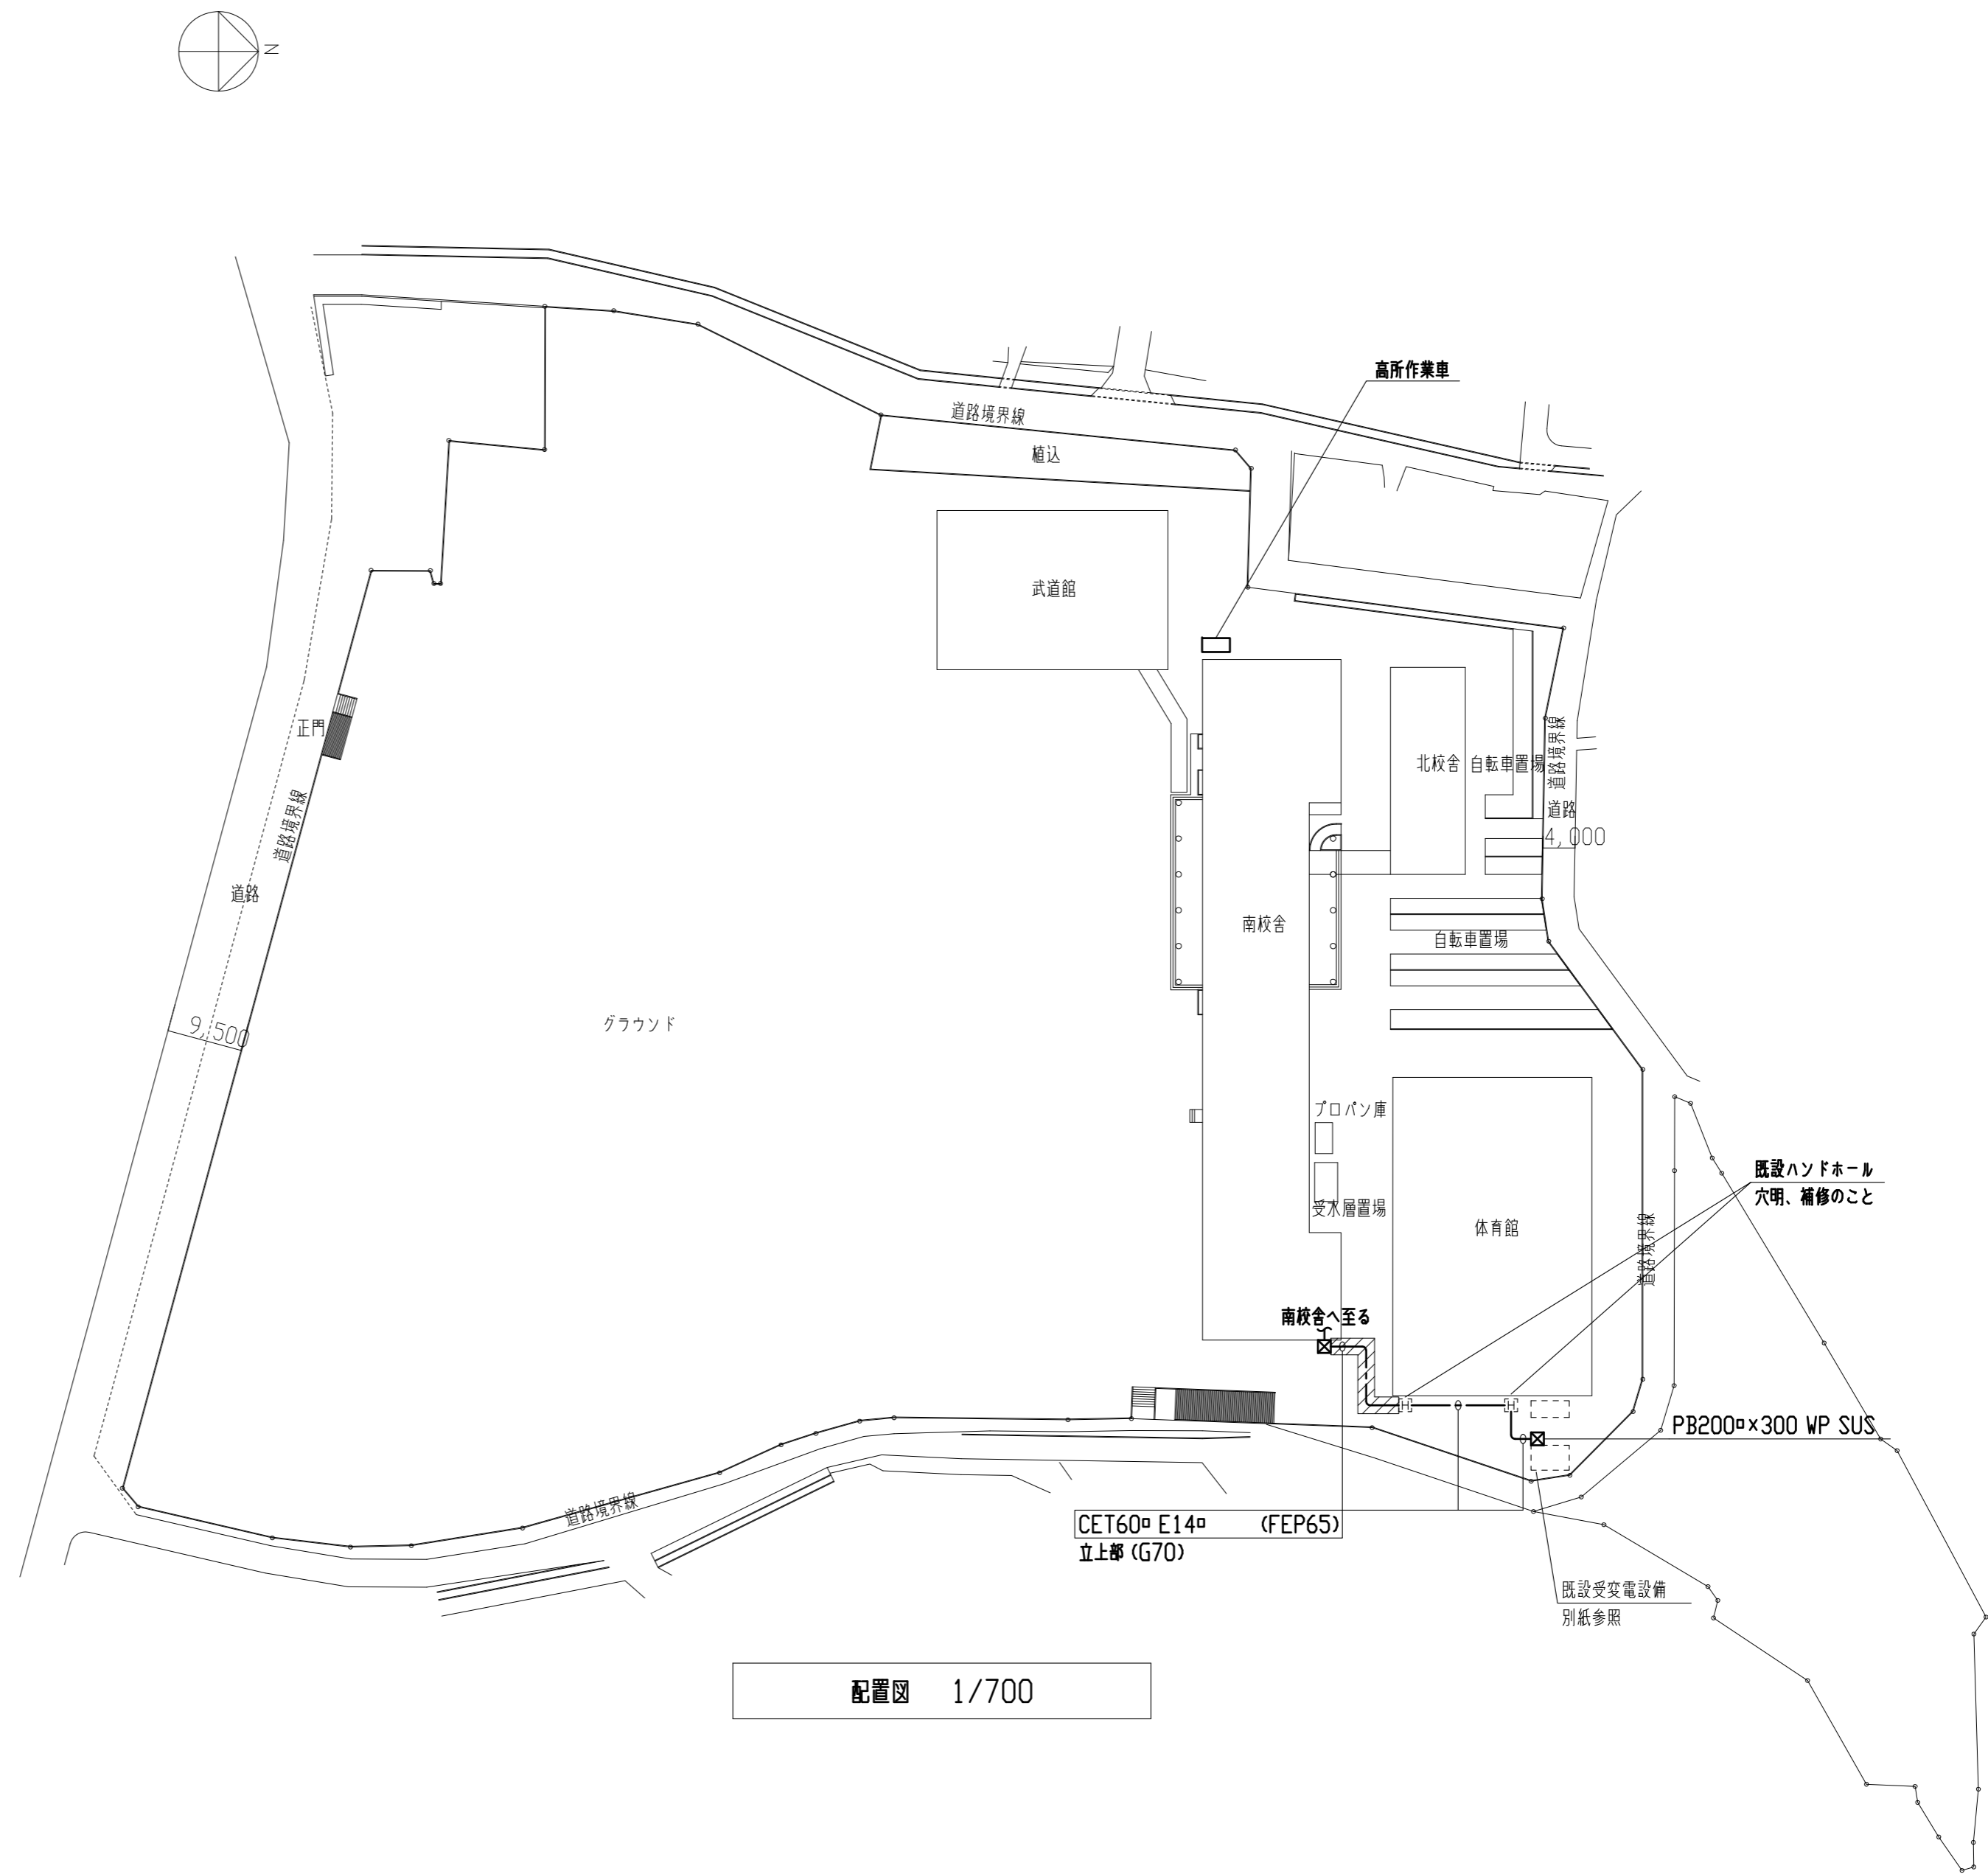 N
高所作業車
道路境界線
植込
武道館
正門
北校舎
自転車置場
道路境界線
道路
4,000
道路境界線
道路
南校舎
自転車置場
9,500
グラウンド
プロパン庫
既設ハンドホール
穴明、補修のこと
受水層置場
体育館
道路境界線
南校舎へ至る
H
H
PB200□×300 WP SUS
道路境界線
CET60□ E14□ (FEP65)
立上部 (G70)
既設受変電設備
別紙参照
配置図 1/700